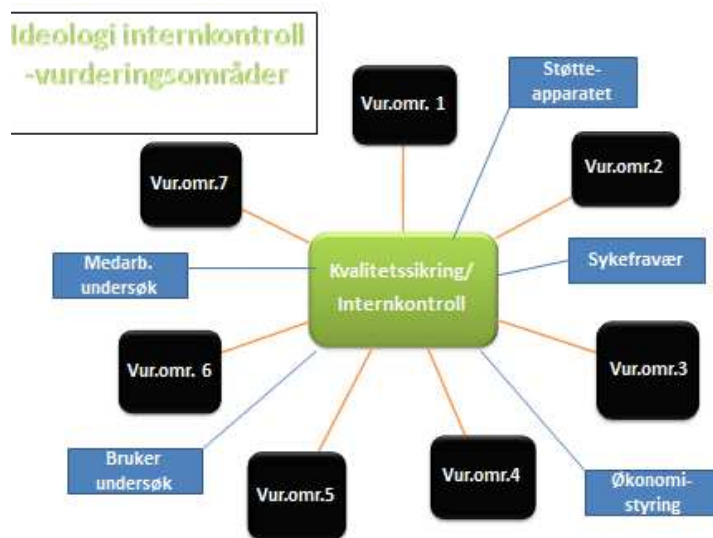 Ideologi internkontroll
-vurderingsområder
Vur.omr. 1
Støtte-
apparatet
Vur.omr.2
Vur.omr.7
Kvalitetssikring/
Internkontroll
Medarb.
undersøk
Sykefravær
Vur.omr. 6
Vur.omr.3
Bruker
undersøk
Vur.omr.5
Vur.omr.4
Økonomi-
styring